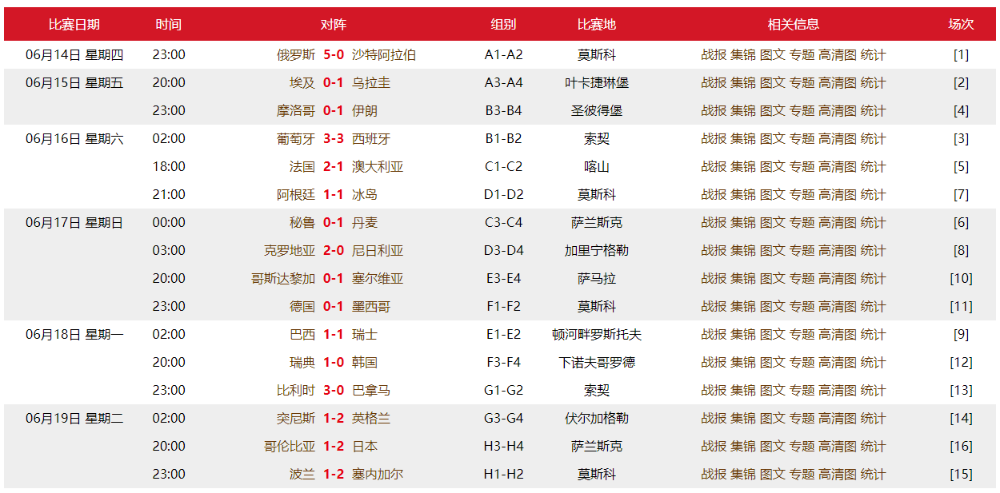 比赛日期 时间 对阵 组别 比赛地 相关信息 场次
06月14日 星期四 23:00 俄罗斯 5-0 沙特阿拉伯 A1-A2 莫斯科 战报 集锦 图文 专题 高清图 统计 [1]
06月15日 星期五 20:00 埃及 0-1 乌拉圭 A3-A4 叶卡捷琳堡 战报 集锦 图文 专题 高清图 统计 [2]
23:00 摩洛哥 0-1 伊朗 B3-B4 圣彼得堡 战报 集锦 图文 专题 高清图 统计 [4]
06月16日 星期六 02:00 葡萄牙 3-3 西班牙 B1-B2 索契 战报 集锦 图文 专题 高清图 统计 [3]
18:00 法国 2-1 澳大利亚 C1-C2 喀山 战报 集锦 图文 专题 高清图 统计 [5]
21:00 阿根廷 1-1 冰岛 D1-D2 莫斯科 战报 集锦 图文 专题 高清图 统计 [7]
06月17日 星期日 00:00 秘鲁 0-1 丹麦 C3-C4 萨兰斯克 战报 集锦 图文 专题 高清图 统计 [6]
03:00 克罗地亚 2-0 尼日利亚 D3-D4 加里宁格勒 战报 集锦 图文 专题 高清图 统计 [8]
20:00 哥斯达黎加 0-1 塞尔维亚 E3-E4 萨马拉 战报 集锦 图文 专题 高清图 统计 [10]
23:00 德国 0-1 墨西哥 F1-F2 莫斯科 战报 集锦 图文 专题 高清图 统计 [11]
06月18日 星期一 02:00 巴西 1-1 瑞士 E1-E2 顿河畔罗斯托夫 战报 集锦 图文 专题 高清图 统计 [9]
20:00 瑞典 1-0 韩国 F3-F4 下诺夫哥罗德 战报 集锦 图文 专题 高清图 统计 [12]
23:00 比利时 3-0 巴拿马 G1-G2 索契 战报 集锦 图文 专题 高清图 统计 [13]
06月19日 星期二 02:00 突尼斯 1-2 英格兰 G3-G4 伏尔加格勒 战报 集锦 图文 专题 高清图 统计 [14]
20:00 哥伦比亚 1-2 日本 H3-H4 萨兰斯克 战报 集锦 图文 专题 高清图 统计 [16]
23:00 波兰 1-2 塞内加尔 H1-H2 莫斯科 战报 集锦 图文 专题 高清图 统计 [15]